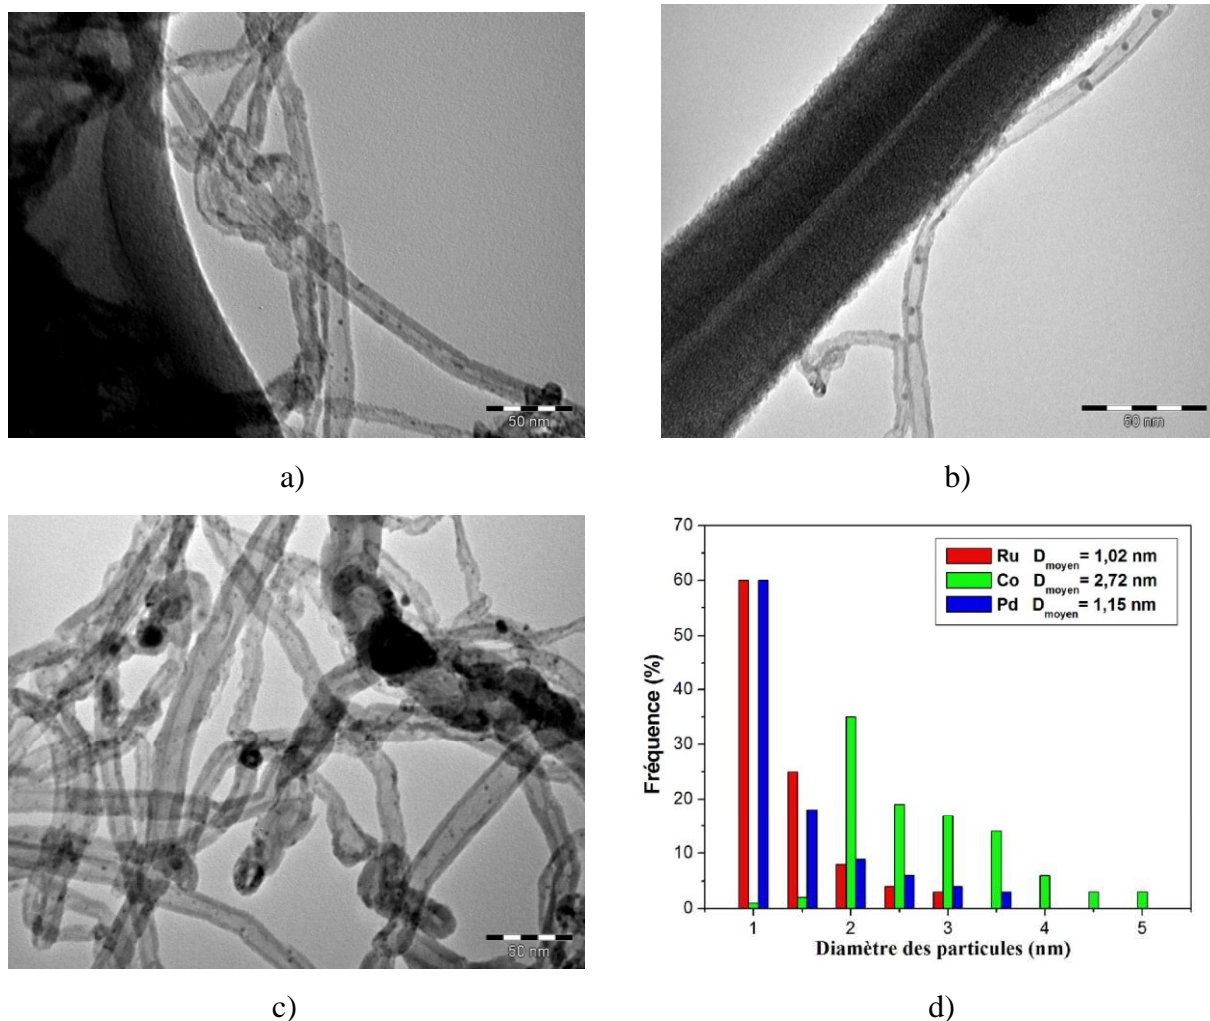 50 nm
50 nm
a)
b)
50 nm
c)
70
60
50
40
30
20
10
0
Fréquence (%)
Ru D moyen = 1,02 nm
Co D moyen = 2,72 nm
Pd D moyen = 1,15 nm
1 2 3 4 5
Diamètre des particules (nm)
d)